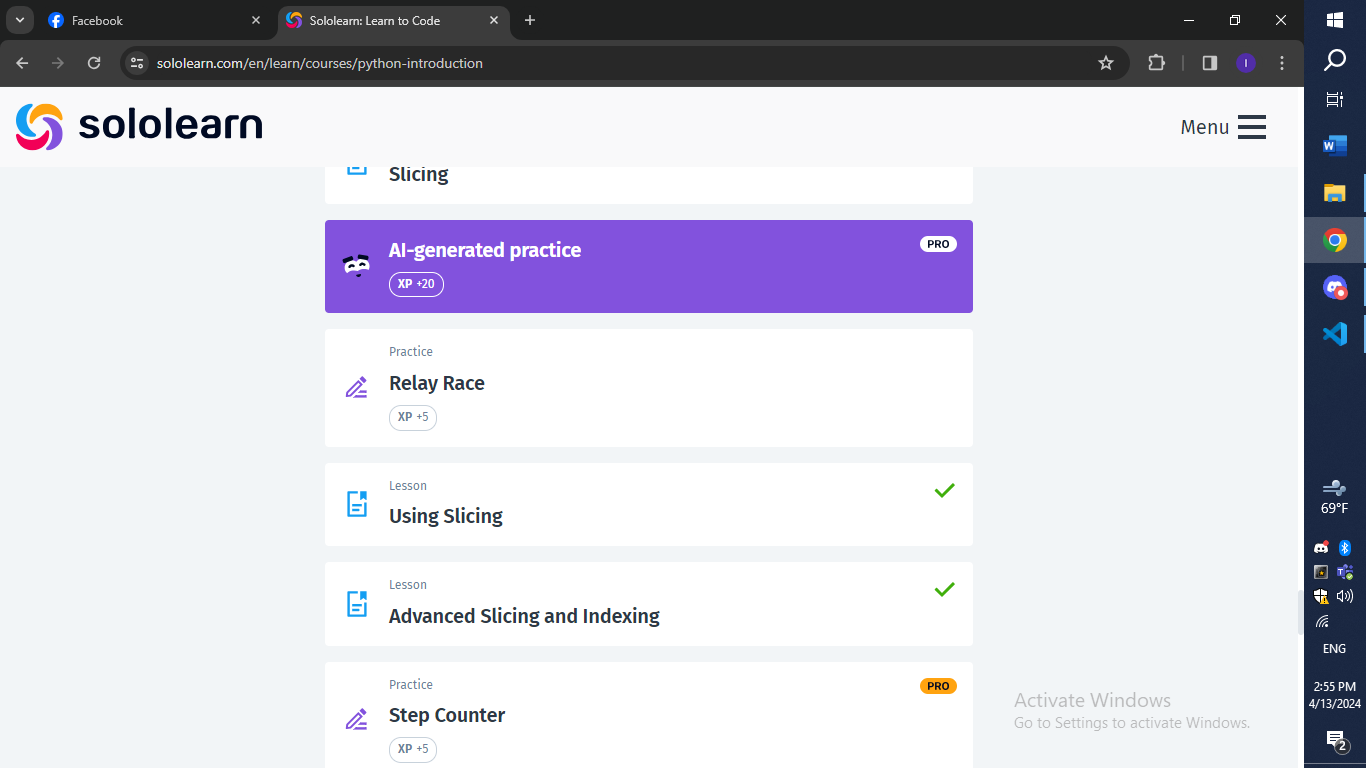 Facebook
Sololearn: Learn to Code
sololearn.com/en/learn/courses/python-introduction
I
sololearn
Menu
Slicing
AI-generated practice
PRO
XP +20
Practice
Relay Race
XP +5
Lesson
Using Slicing
Lesson
Advanced Slicing and Indexing
Practice
PRO
Step Counter
XP +5
Activate Windows
Go to Settings to activate Windows.
W
69°F
T
ENG
2:55 PM
4/13/2024
2